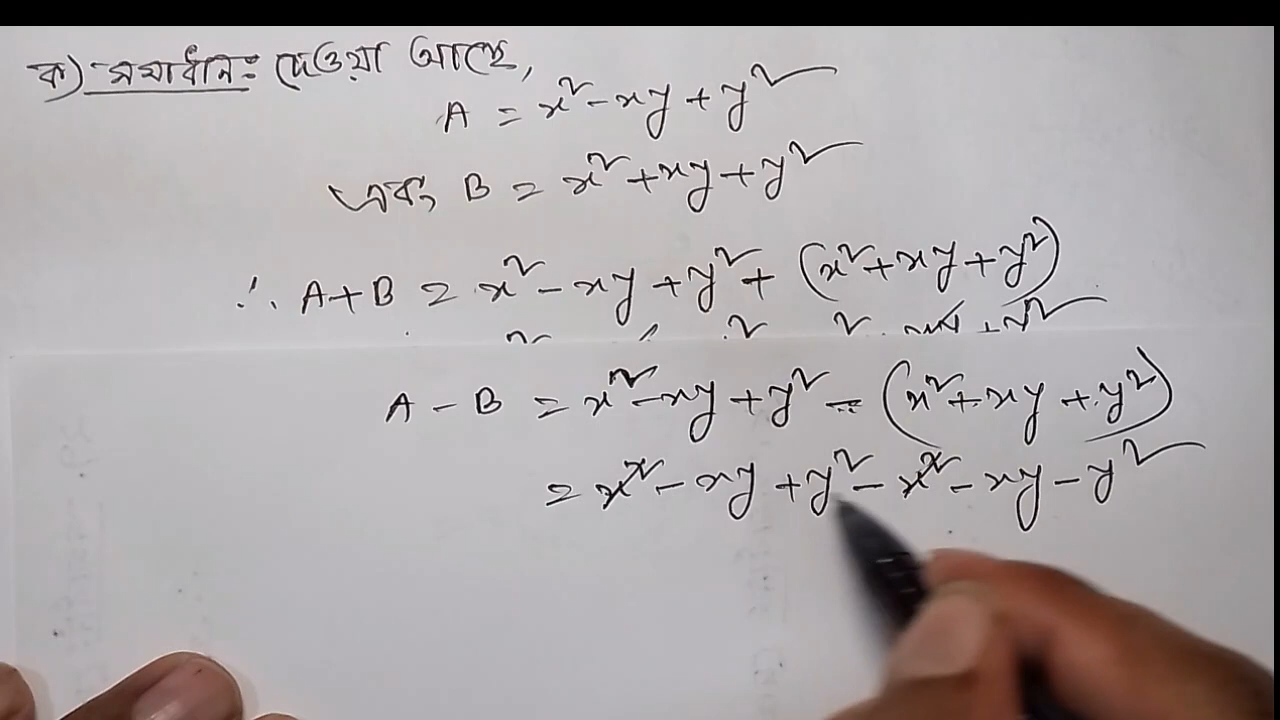 ক) সমাধান: দেওয়া আছে,
A = x² - xy + y²
এবং B = x² + xy + y²
∴ A+B = x² - xy + y² + (x² + xy + y²)
A - B = x² - xy + y² - (x² + xy + y²)
= x² - xy + y² - x² - xy - y²